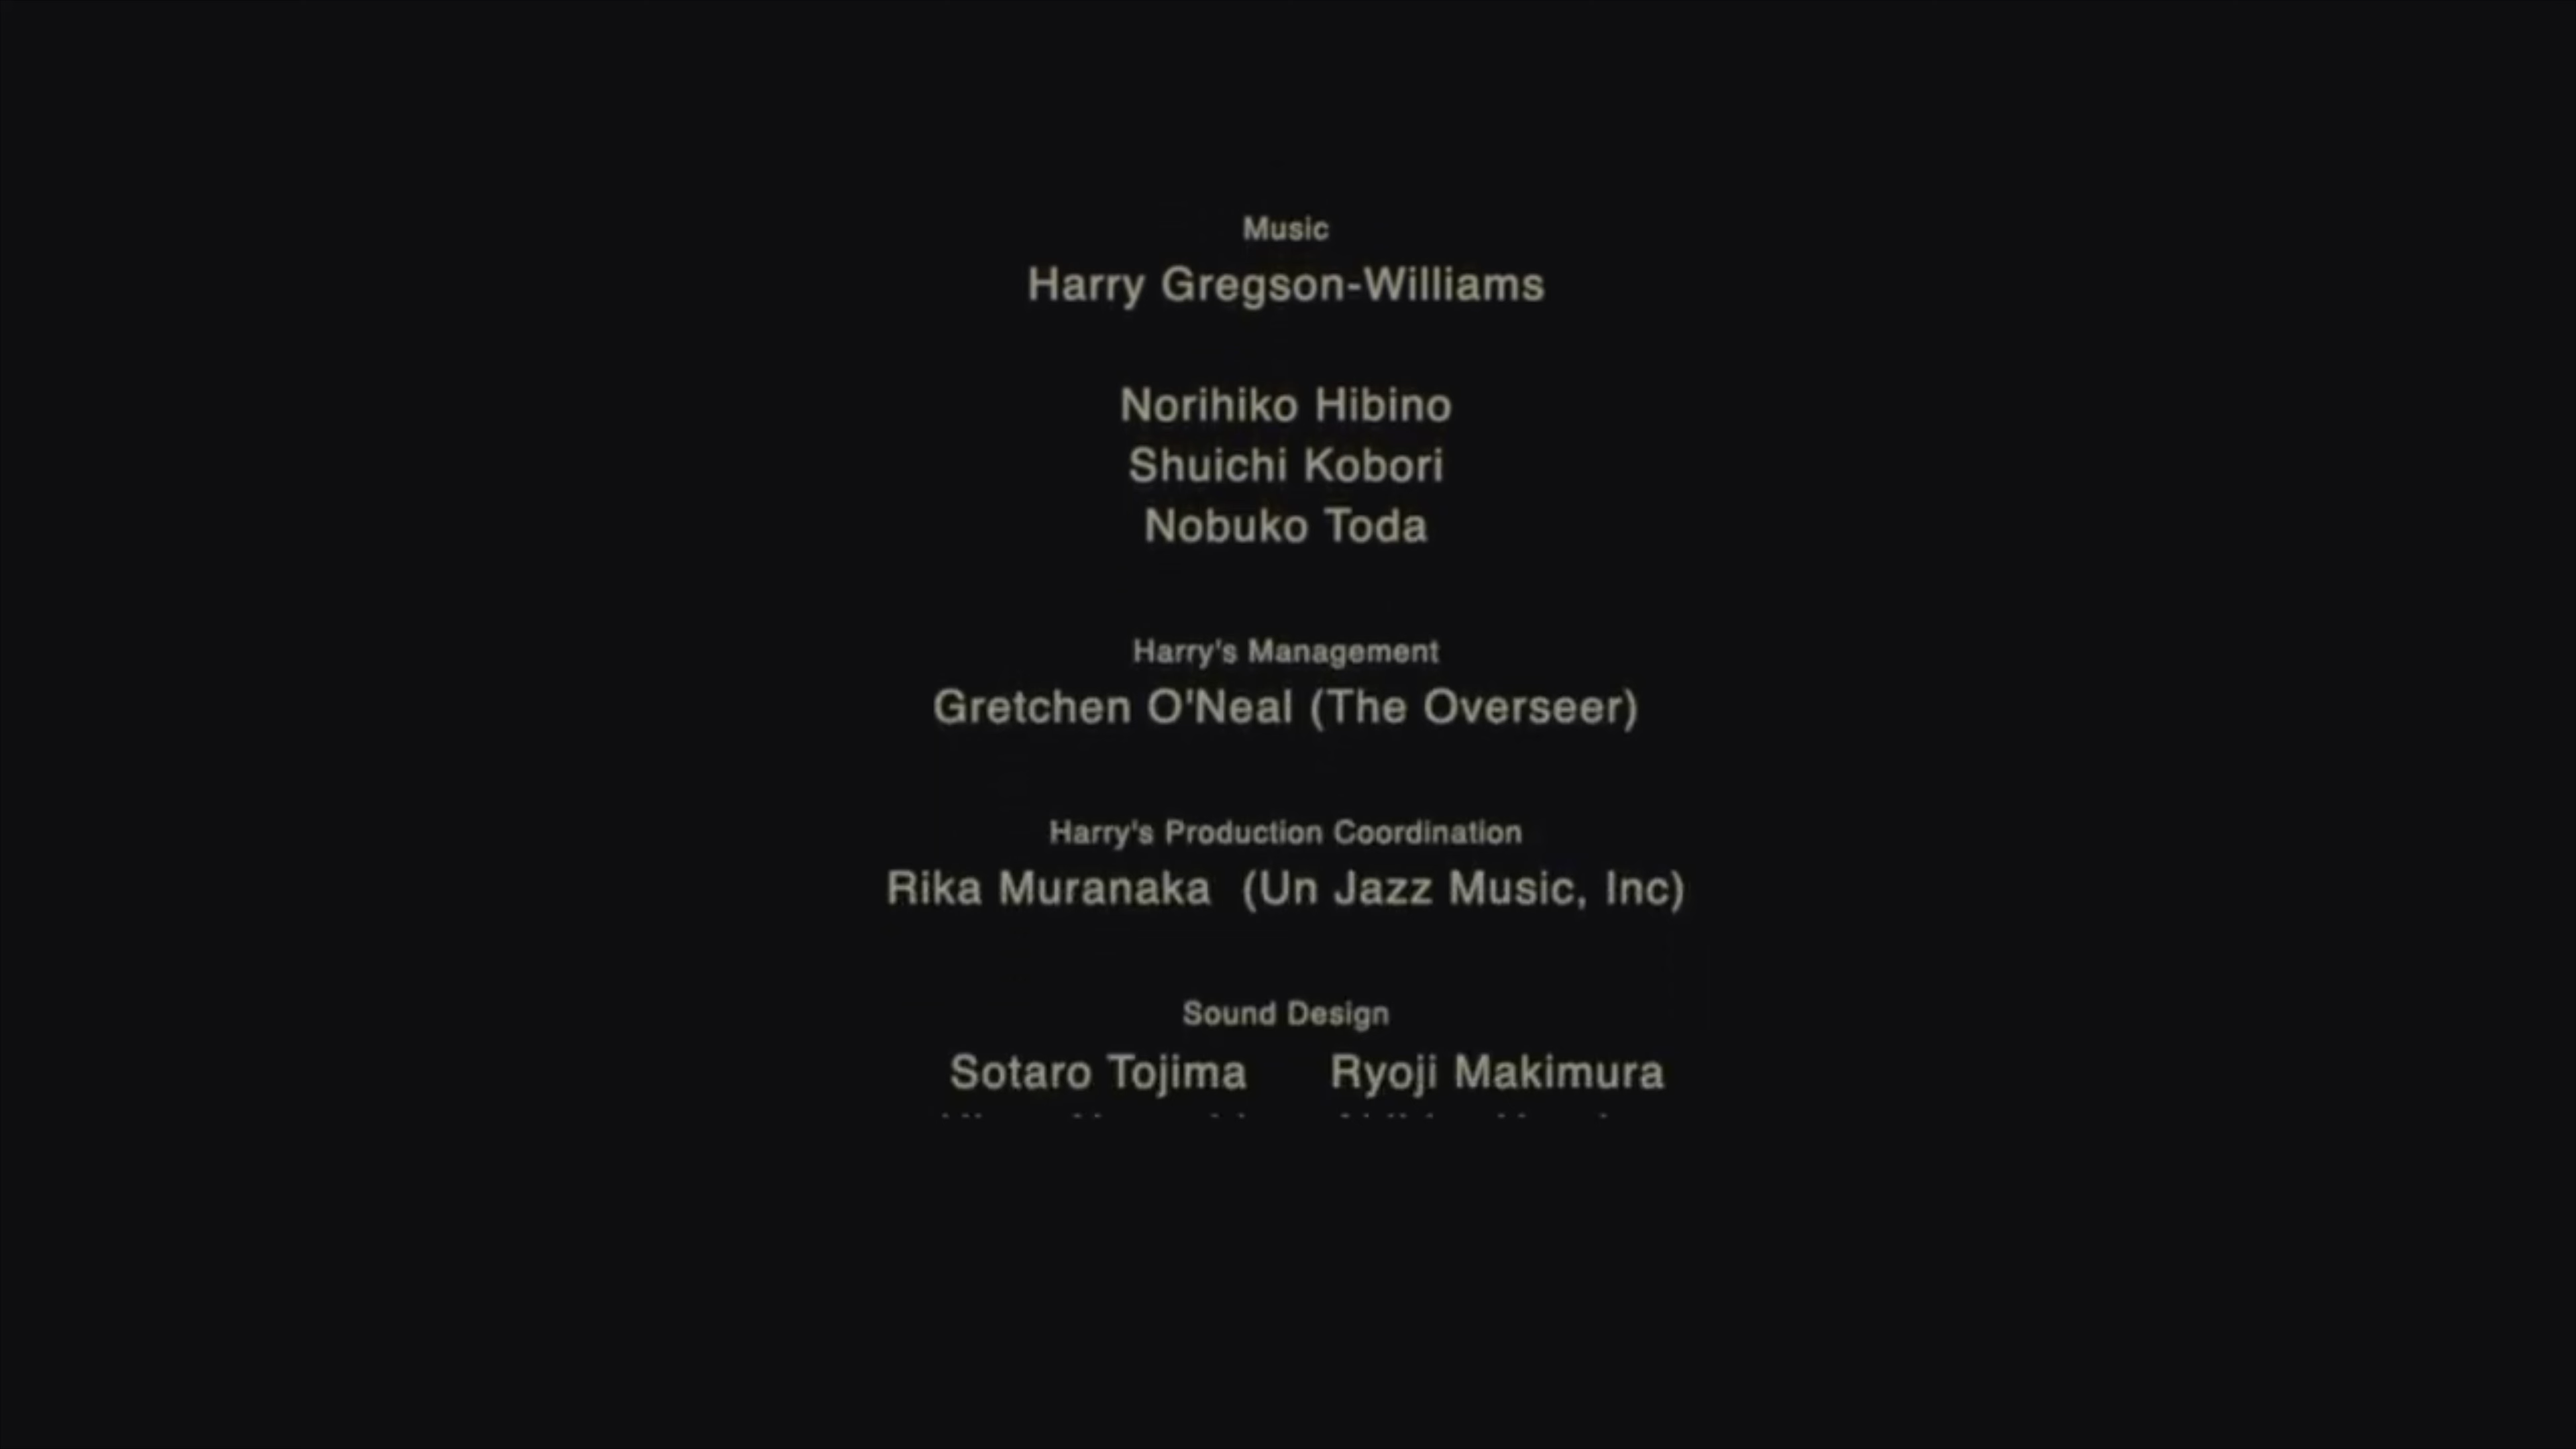 Music
Harry Gregson-Williams
Norihiko Hibino
Shuichi Kobori
Nobuko Toda
Harry's Management
Gretchen O'Neal (The Overseer)
Harry's Production Coordination
Rika Muranaka  (Un Jazz Music, Inc)
Sound Design
Sotaro Tojima Ryoji Makimura